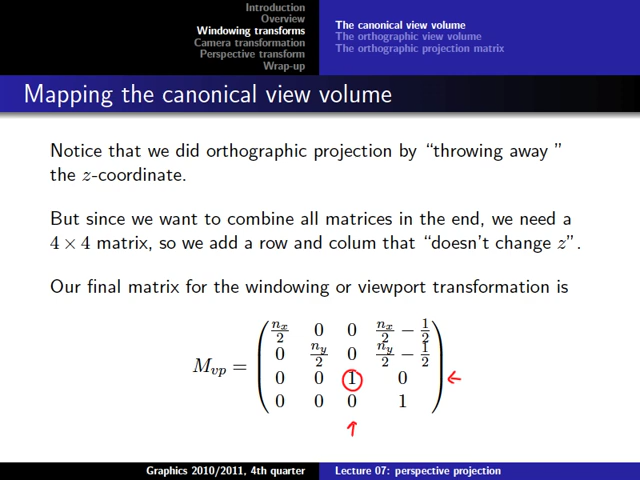 Introduction
Overview
Windowing transforms
Camera transformation
Perspective transform
Wrap-up
The canonical view volume
The orthographic view volume
The orthographic projection matrix
Mapping the canonical view volume
Notice that we did orthographic projection by “throwing away ”
the z-coordinate.
But since we want to combine all matrices in the end, we need a
4 × 4 matrix, so we add a row and colum that “doesn't change z”.
Our final matrix for the windowing or viewport transformation is
M_vp = 
n_x/2 0 0 n_x/2 − 1/2
0 n_y/2 0 n_y/2 − 1/2
0 0 1 0
0 0 0 1
Graphics 2010/2011, 4th quarter
Lecture 07: perspective projection